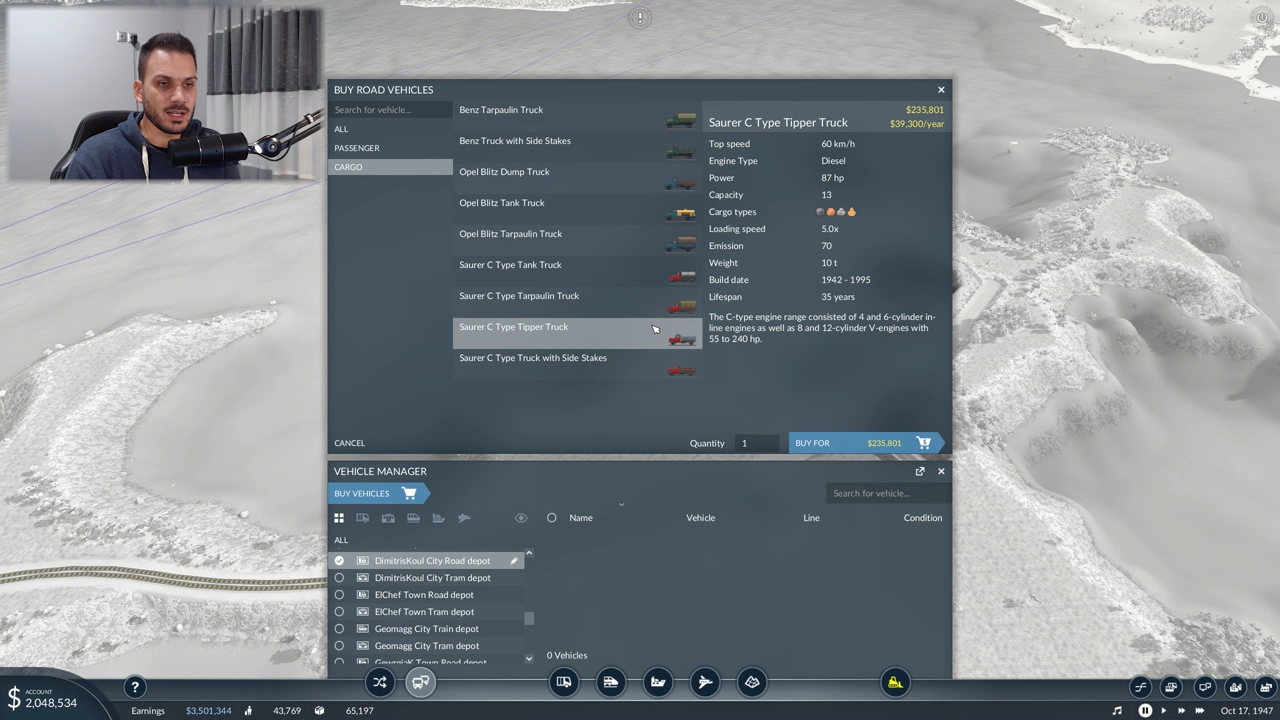 BUY ROAD VEHICLES
Search for vehicle...
ALL
PASSENGER
CARGO
Benz Tarpaulin Truck
Benz Truck with Side Stakes
Opel Blitz Dump Truck
Opel Blitz Tank Truck
Opel Blitz Tarpaulin Truck
Saurer C Type Tank Truck
Saurer C Type Tarpaulin Truck
Saurer C Type Tipper Truck
Saurer C Type Truck with Side Stakes
$235,801
Saurer C Type Tipper Truck
$39,300/year
Top speed 60 km/h
Engine Type Diesel
Power 87 hp
Capacity 13
Cargo types
Loading speed 5.0x
Emission 70
Weight 10 t
Build date 1942 - 1995
Lifespan 35 years
The C-type engine range consisted of 4 and 6-cylinder in-
line engines as well as 8 and 12-cylinder V-engines with
55 to 240 hp.
CANCEL
Quantity 1
BUY FOR $235,801
VEHICLE MANAGER
BUY VEHICLES
Search for vehicle...
Name Vehicle Line Condition
ALL
DimitrisKoul City Road depot
DimitrisKoul City Tram depot
ElChef Town Road depot
ElChef Town Tram depot
Geomagg City Train depot
Geomagg City Tram depot
GewrgiaK Town Road depot
0 Vehicles
$ ACCOUNT
2,048,534
?
Earnings $3,501,344 43,769 65,197
Oct 17, 1947